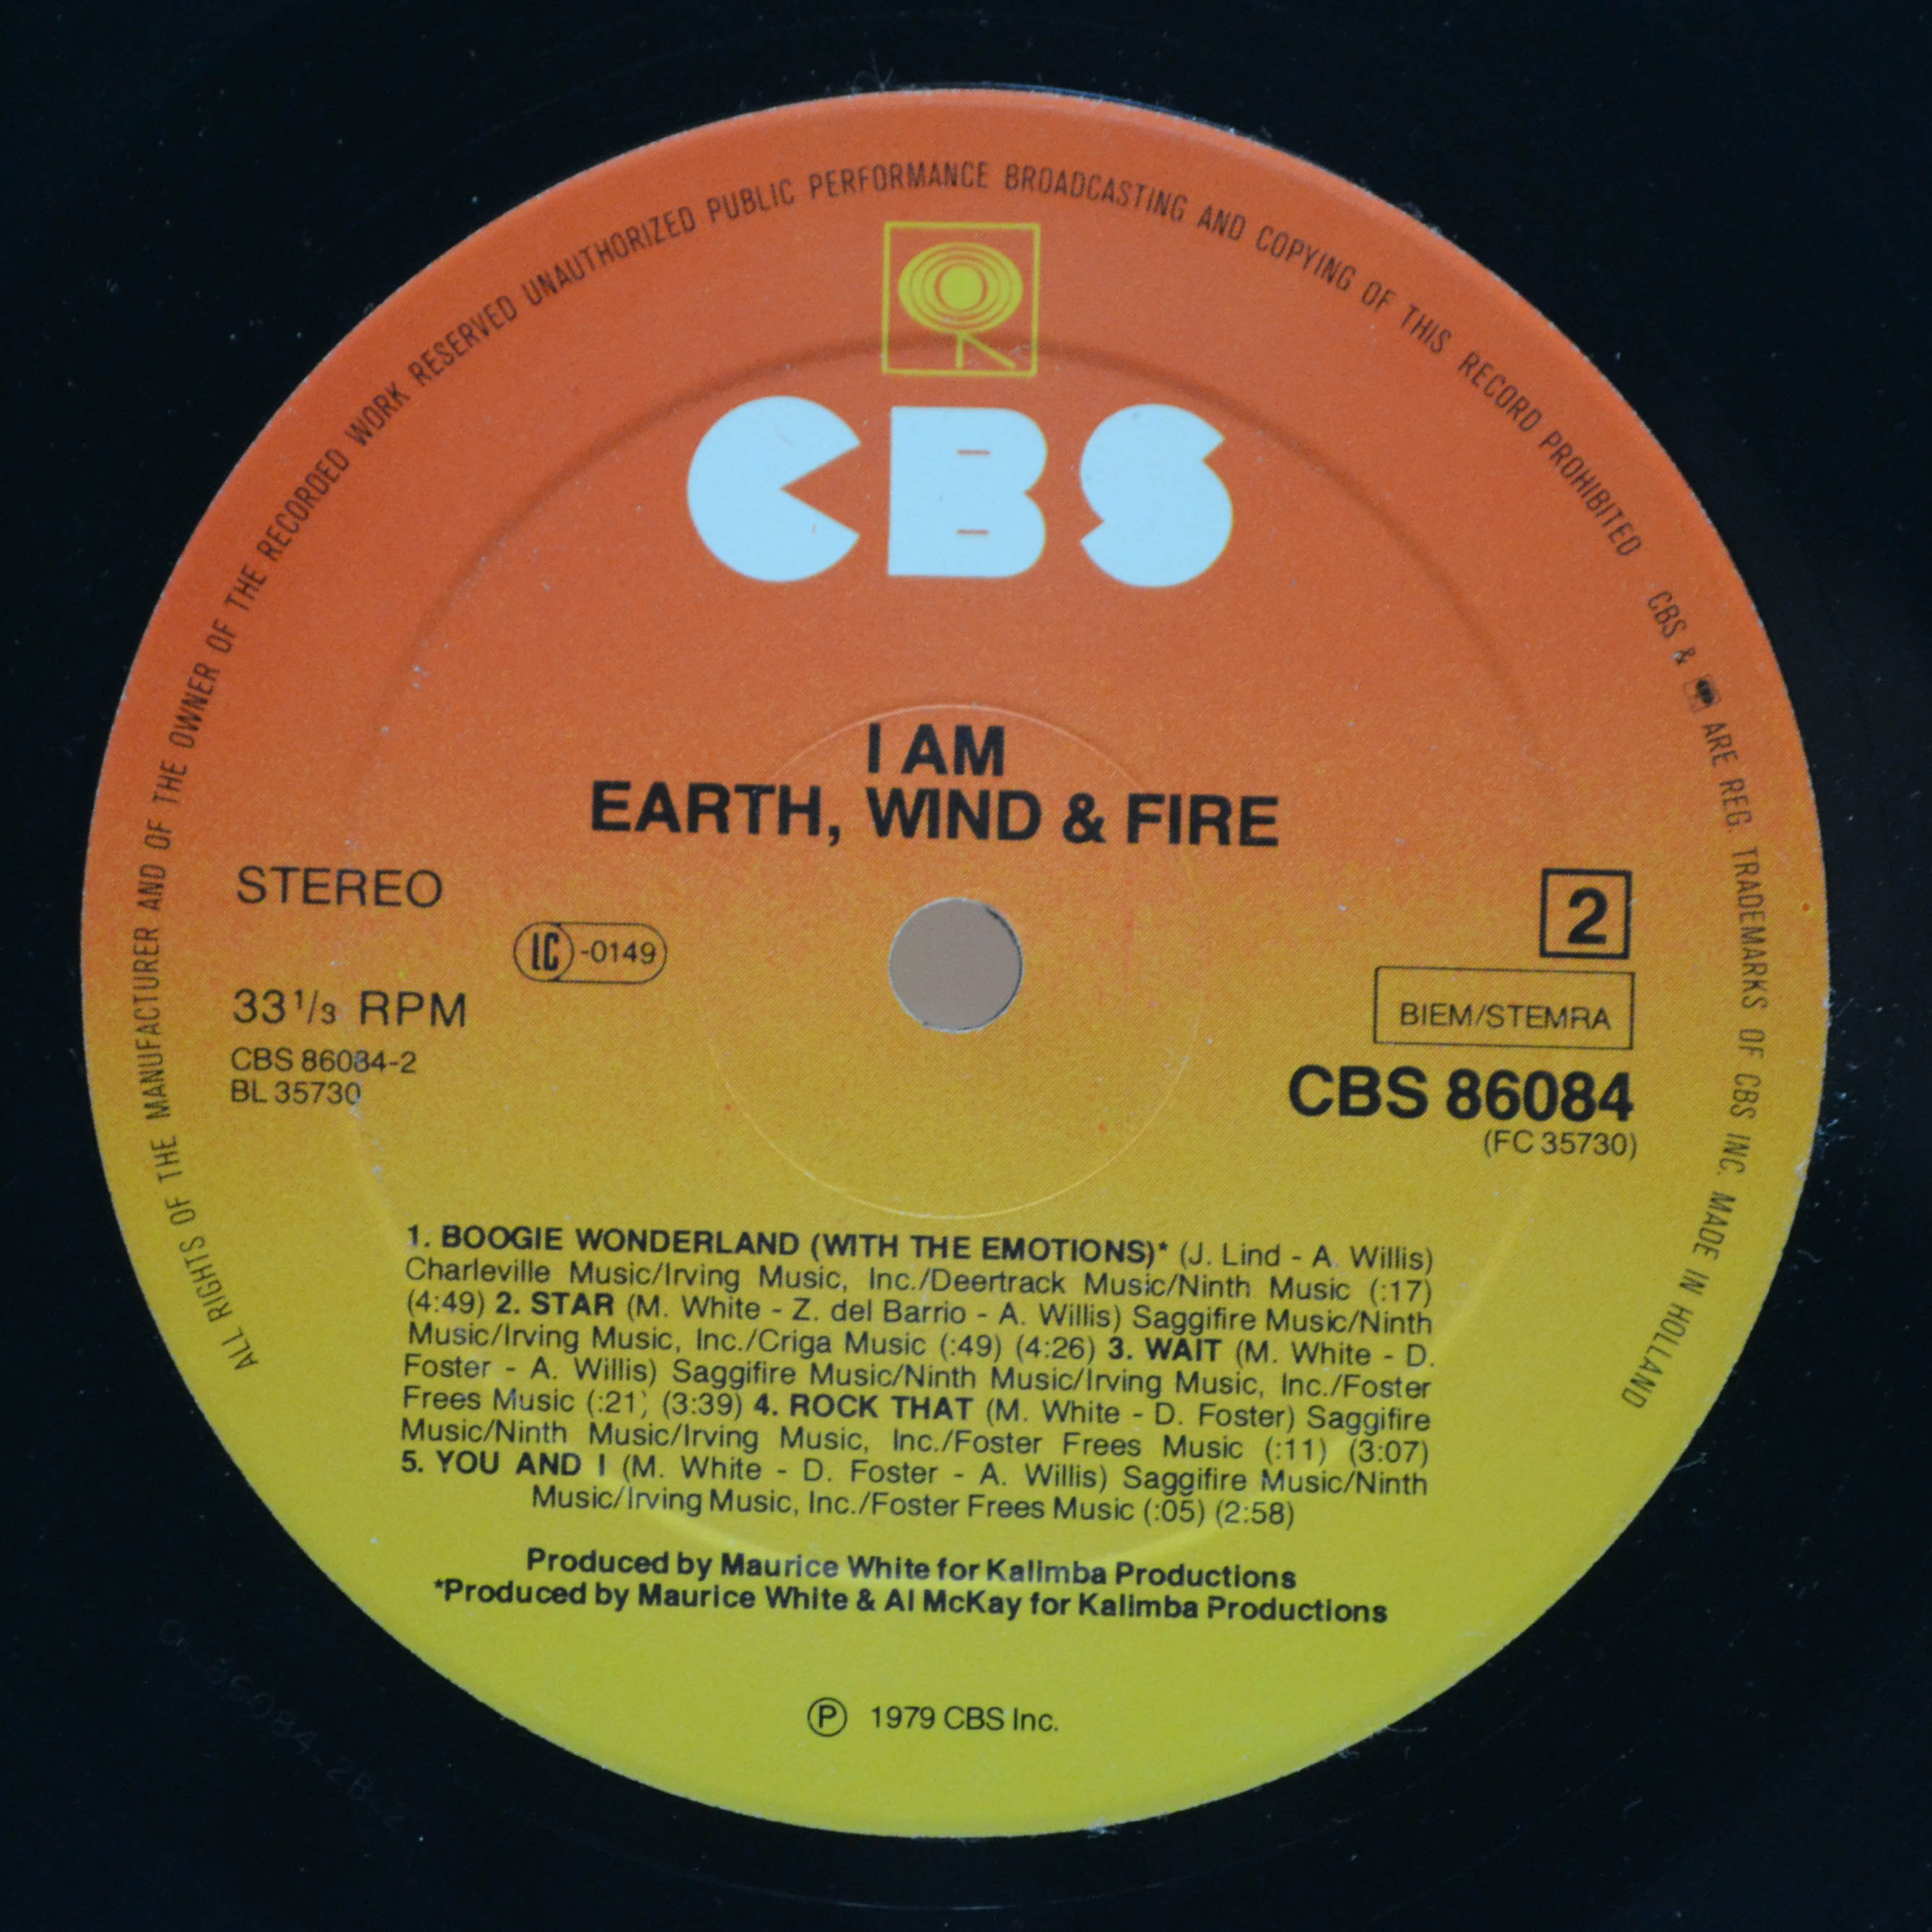 ALL RIGHTS OF THE MANUFACTURER AND OF THE OWNER OF THE RECORDED WORK RESERVED UNAUTHORIZED PUBLIC PERFORMANCE BROADCASTING AND COPYING OF THIS RECORD PROHIBITED CBS & ARE REG. TRADEMARKS OF CBS INC. MADE IN HOLLAND
CBS
I AM
EARTH, WIND & FIRE
STEREO
LC -0149
33 1/3 RPM
CBS 86084-2
BL 35730
2
BIEM/STEMRA
CBS 86084
(FC 35730)
1. BOOGIE WONDERLAND (WITH THE EMOTIONS)* (J. Lind - A. Willis)
Charleville Music/Irving Music, Inc./Deertrack Music/Ninth Music (:17)
(4:49) 2. STAR (M. White - Z. del Barrio - A. Willis) Saggifire Music/Ninth
Music/Irving Music, Inc./Criga Music (:49) (4:26) 3. WAIT (M. White - D.
Foster - A. Willis) Saggifire Music/Ninth Music/Irving Music, Inc./Foster
Frees Music (:21) (3:39) 4. ROCK THAT (M. White - D. Foster) Saggifire
Music/Ninth Music/Irving Music, Inc./Foster Frees Music (:11) (3:07)
5. YOU AND I (M. White - D. Foster - A. Willis) Saggifire Music/Ninth
Music/Irving Music, Inc./Foster Frees Music (:05) (2:58)
Produced by Maurice White for Kalimba Productions
*Produced by Maurice White & Al McKay for Kalimba Productions
Ⓟ 1979 CBS Inc.